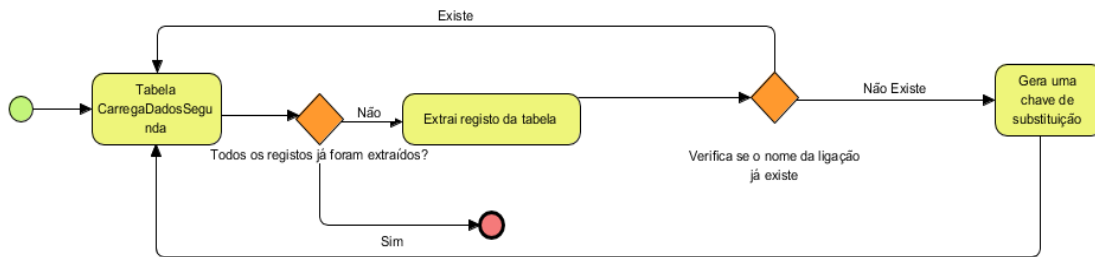 Existe
Tabela
CarregaDadosSegu
nda
Não
Extrai registo da tabela
Não Existe
Gera uma
chave de
substituição
Todos os registos já foram extraídos?
Verifica se o nome da ligação
já existe
Sim